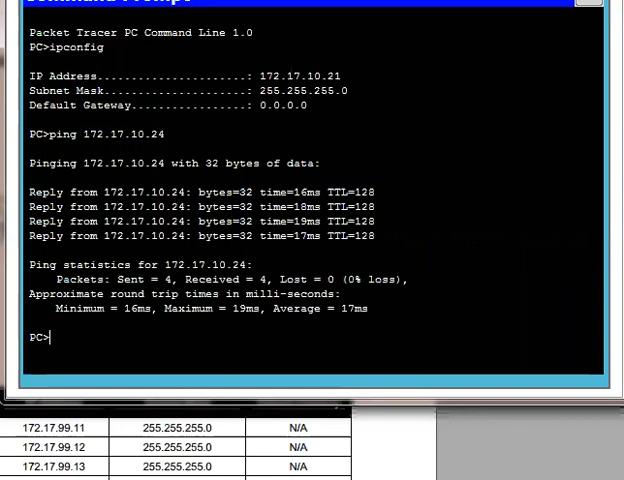 Packet Tracer PC Command Line 1.0
PC>ipconfig
IP Address......................: 172.17.10.21
Subnet Mask.....................: 255.255.255.0
Default Gateway.................: 0.0.0.0
PC>ping 172.17.10.24
Pinging 172.17.10.24 with 32 bytes of data:
Reply from 172.17.10.24: bytes=32 time=16ms TTL=128
Reply from 172.17.10.24: bytes=32 time=18ms TTL=128
Reply from 172.17.10.24: bytes=32 time=19ms TTL=128
Reply from 172.17.10.24: bytes=32 time=17ms TTL=128
Ping statistics for 172.17.10.24:
Packets: Sent = 4, Received = 4, Lost = 0 (0% loss),
Approximate round trip times in milli-seconds:
Minimum = 16ms, Maximum = 19ms, Average = 17ms
PC>
172.17.99.11 255.255.255.0 N/A
172.17.99.12 255.255.255.0 N/A
172.17.99.13 255.255.255.0 N/A